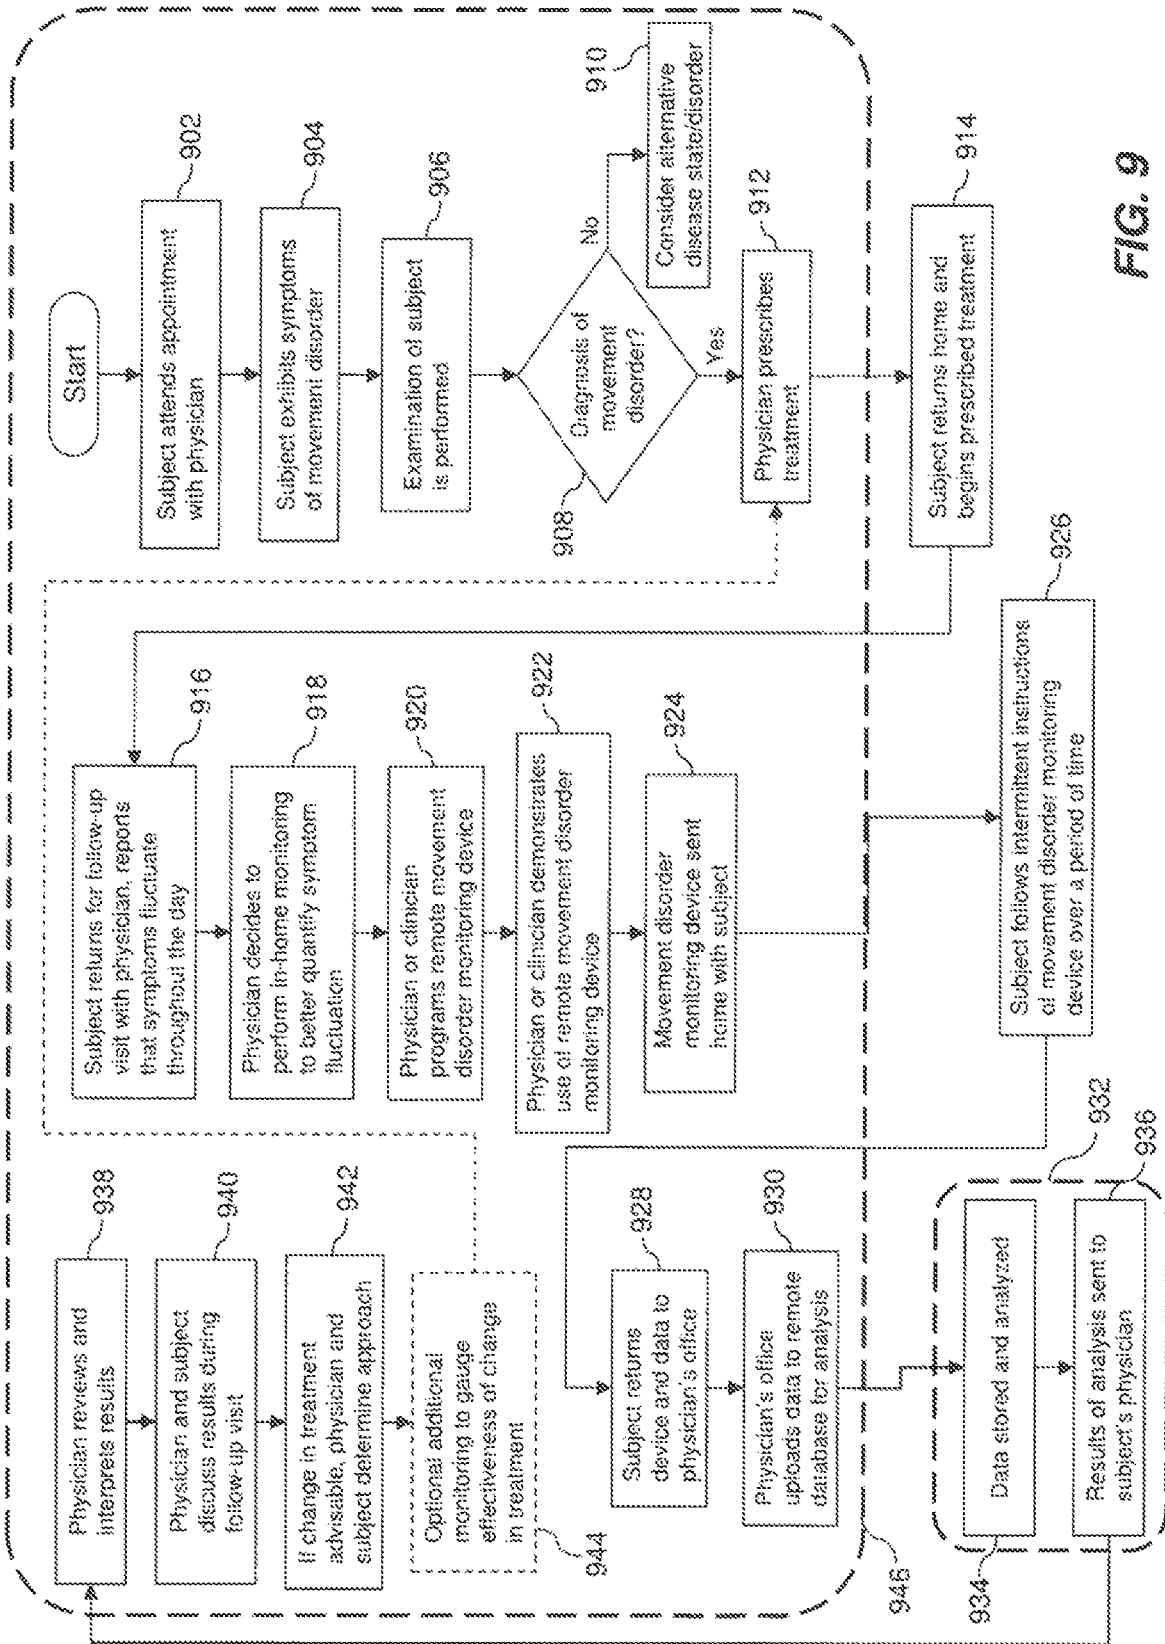 Start
Subject attends appointment
with physician
902
Subject exhibits symptoms
of movement disorder
904
Examination of subject
is performed
906
Diagnosis of
movement
disorder?
908
No
Consider alternative
disease state/disorder
910
Yes
Physician prescribes
treatment
912
Subject returns home and
begins prescribed treatment
914
Subject returns for follow-up
visit with physician, reports
that symptoms fluctuate
throughout the day
916
Physician decides to
perform in-home monitoring
to better quantify symptom
fluctuation
918
Physician or clinician
programs remote movement
disorder monitoring device
920
Physician or clinician demonstrates
use of remote movement disorder
monitoring device
922
Movement disorder
monitoring device sent
home with subject
924
Subject follows intermittent instructions
of movement disorder monitoring
device over a period of time
926
Subject returns
device and data to
physician's office
928
Physician's office
uploads data to remote
database for analysis
930
932
Data stored and analyzed
934
Results of analysis sent to
subject's physician
936
Physician reviews and
interprets results
938
Physician and subject
discuss results during
follow-up visit
940
If change in treatment
advisable, physician and
subject determine approach
942
Optional additional
monitoring to gauge
effectiveness of change
in treatment
944
946
FIG. 9